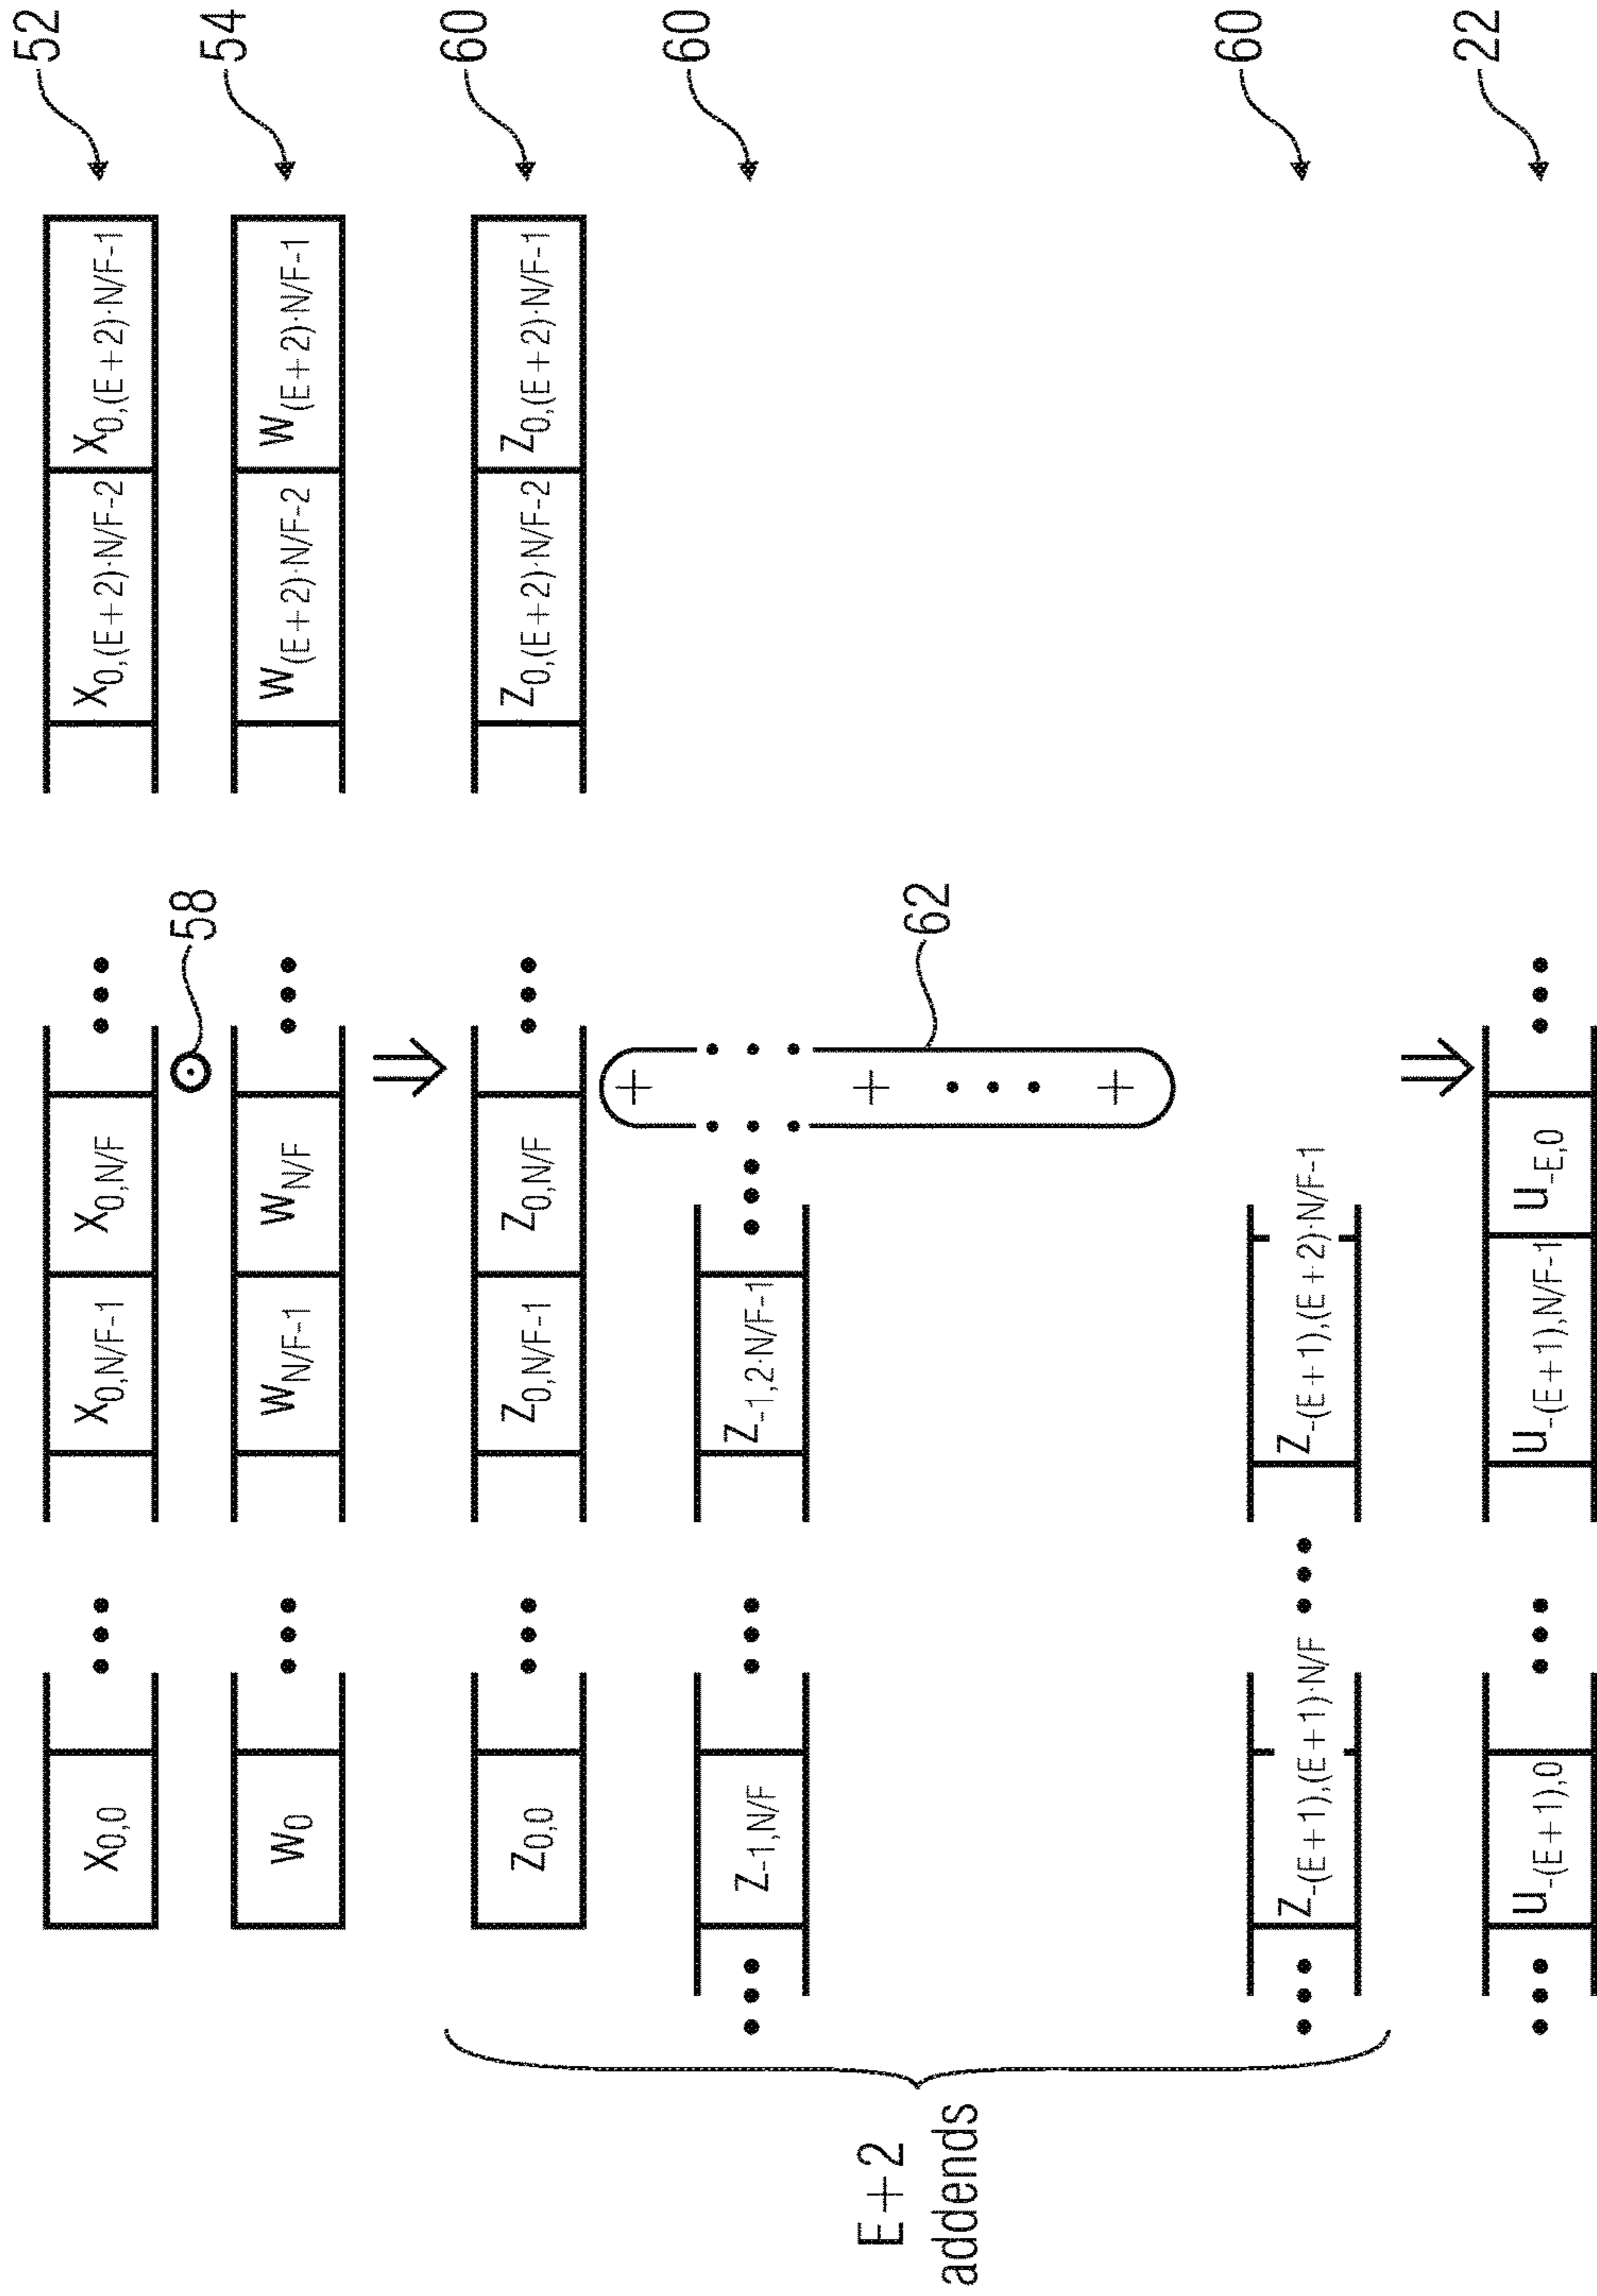 x0,0 ••• x0,N/F-1 x0,N/F ••• x0,(E+2)·N/F-2 x0,(E+2)·N/F-1 52
⊙ 58
w0 ••• wN/F-1 wN/F ••• w(E+2)·N/F-2 w(E+2)·N/F-1 54
⇓
z0,0 ••• z0,N/F-1 z0,N/F ••• z0,(E+2)·N/F-2 z0,(E+2)·N/F-1 60
+
••• z-1,N/F ••• z-1,2·N/F-1 ••• 60
E+2
addends
+
62
•••
+
••• z-(E+1),(E+1)·N/F ••• z-(E+1),(E+2)·N/F-1 60
⇓
••• u-(E+1),0 ••• u-(E+1),N/F-1 u-E,0 ••• 22